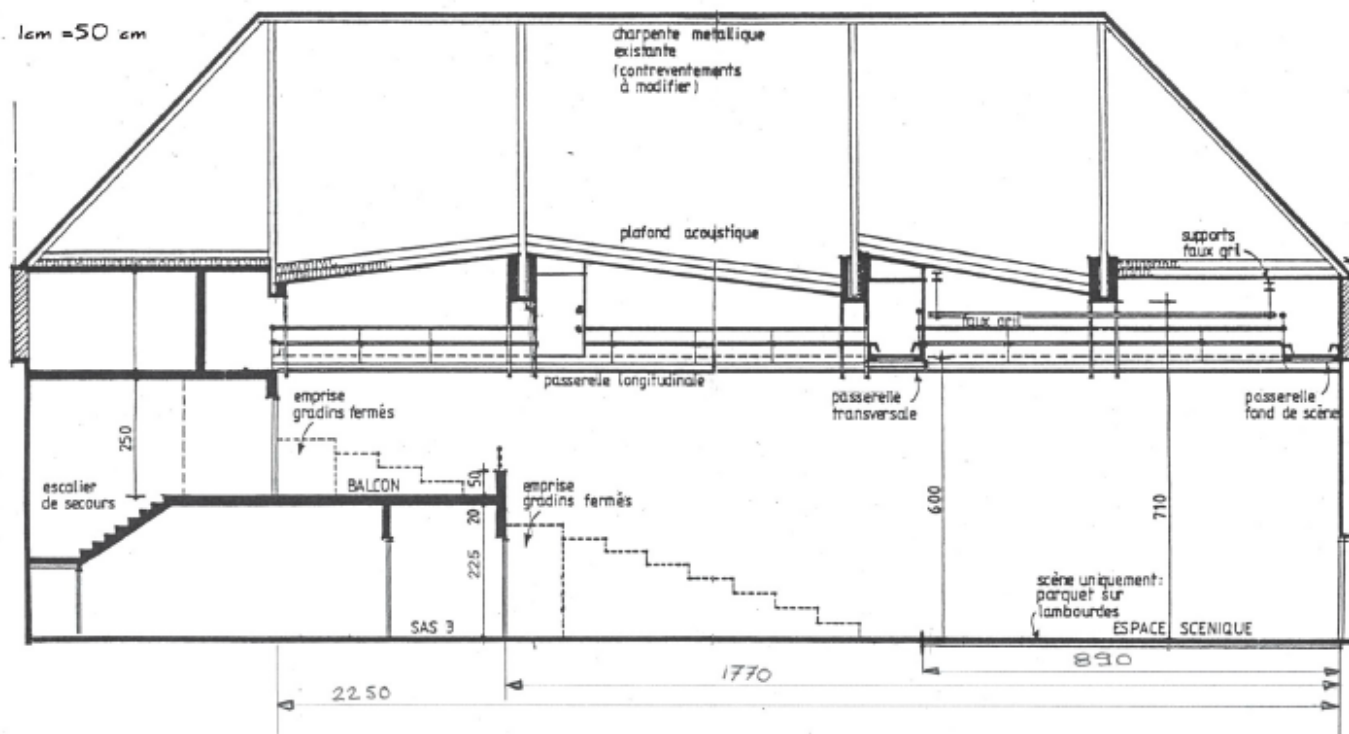 1cm = 50 cm
charpente metallique
existante
(contreventements
à modifier)
plafond acoustique
supports
faux gril
faux gril
passerelle longitudinale
passerelle
transversale
passerelle
fond de scène
emprise
gradins fermés
250
escalier
de secours
BALCON
50
20
225
emprise
gradins fermés
600
710
scène uniquement:
parquet sur
lambourdes
SAS 3
ESPACE SCENIQUE
890
1770
2250